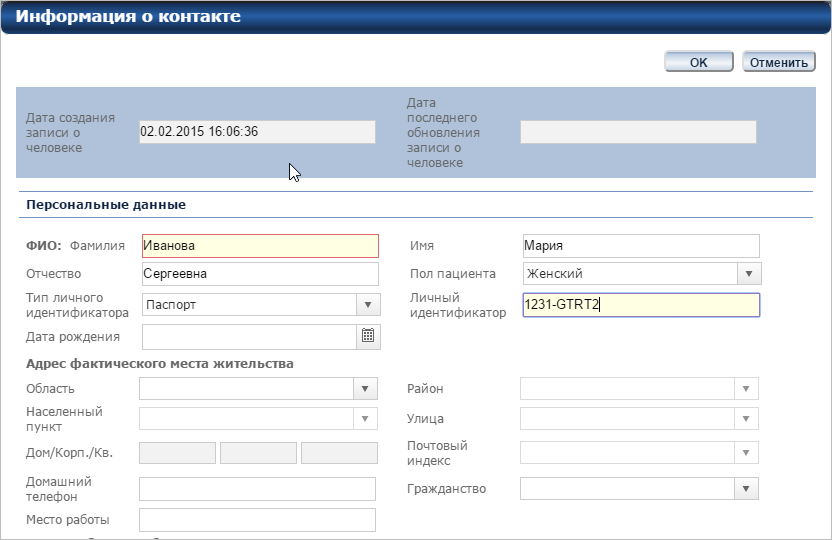 Информация о контакте
OK Отменить
Дата создания
записи о
человеке
02.02.2015 16:06:36
Дата
последнего
обновления
записи о
человеке
Персональные данные
ФИО: Фамилия Иванова Имя Мария
Отчество Сергеевна Пол пациента Женский
Тип личного
идентификатора
Паспорт
Личный
идентификатор
1231-GTRT2
Дата рождения
Адрес фактического места жительства
Область Район
Населенный
пункт
Улица
Дом/Корп./Кв.
Почтовый
индекс
Домашний
телефон
Гражданство
Место работы